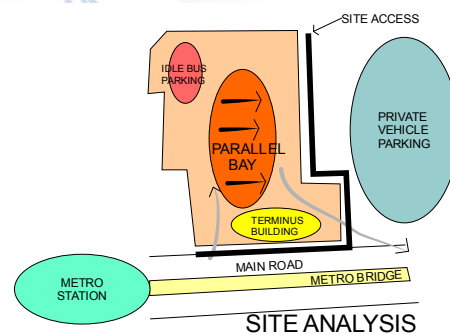 SITE ACCESS
IDLE BUS
PARKING
PRIVATE
VEHICLE
PARKING
PARALLEL
BAY
TERMINUS
BUILDING
MAIN ROAD
METRO
STATION
METRO BRIDGE
SITE ANALYSIS